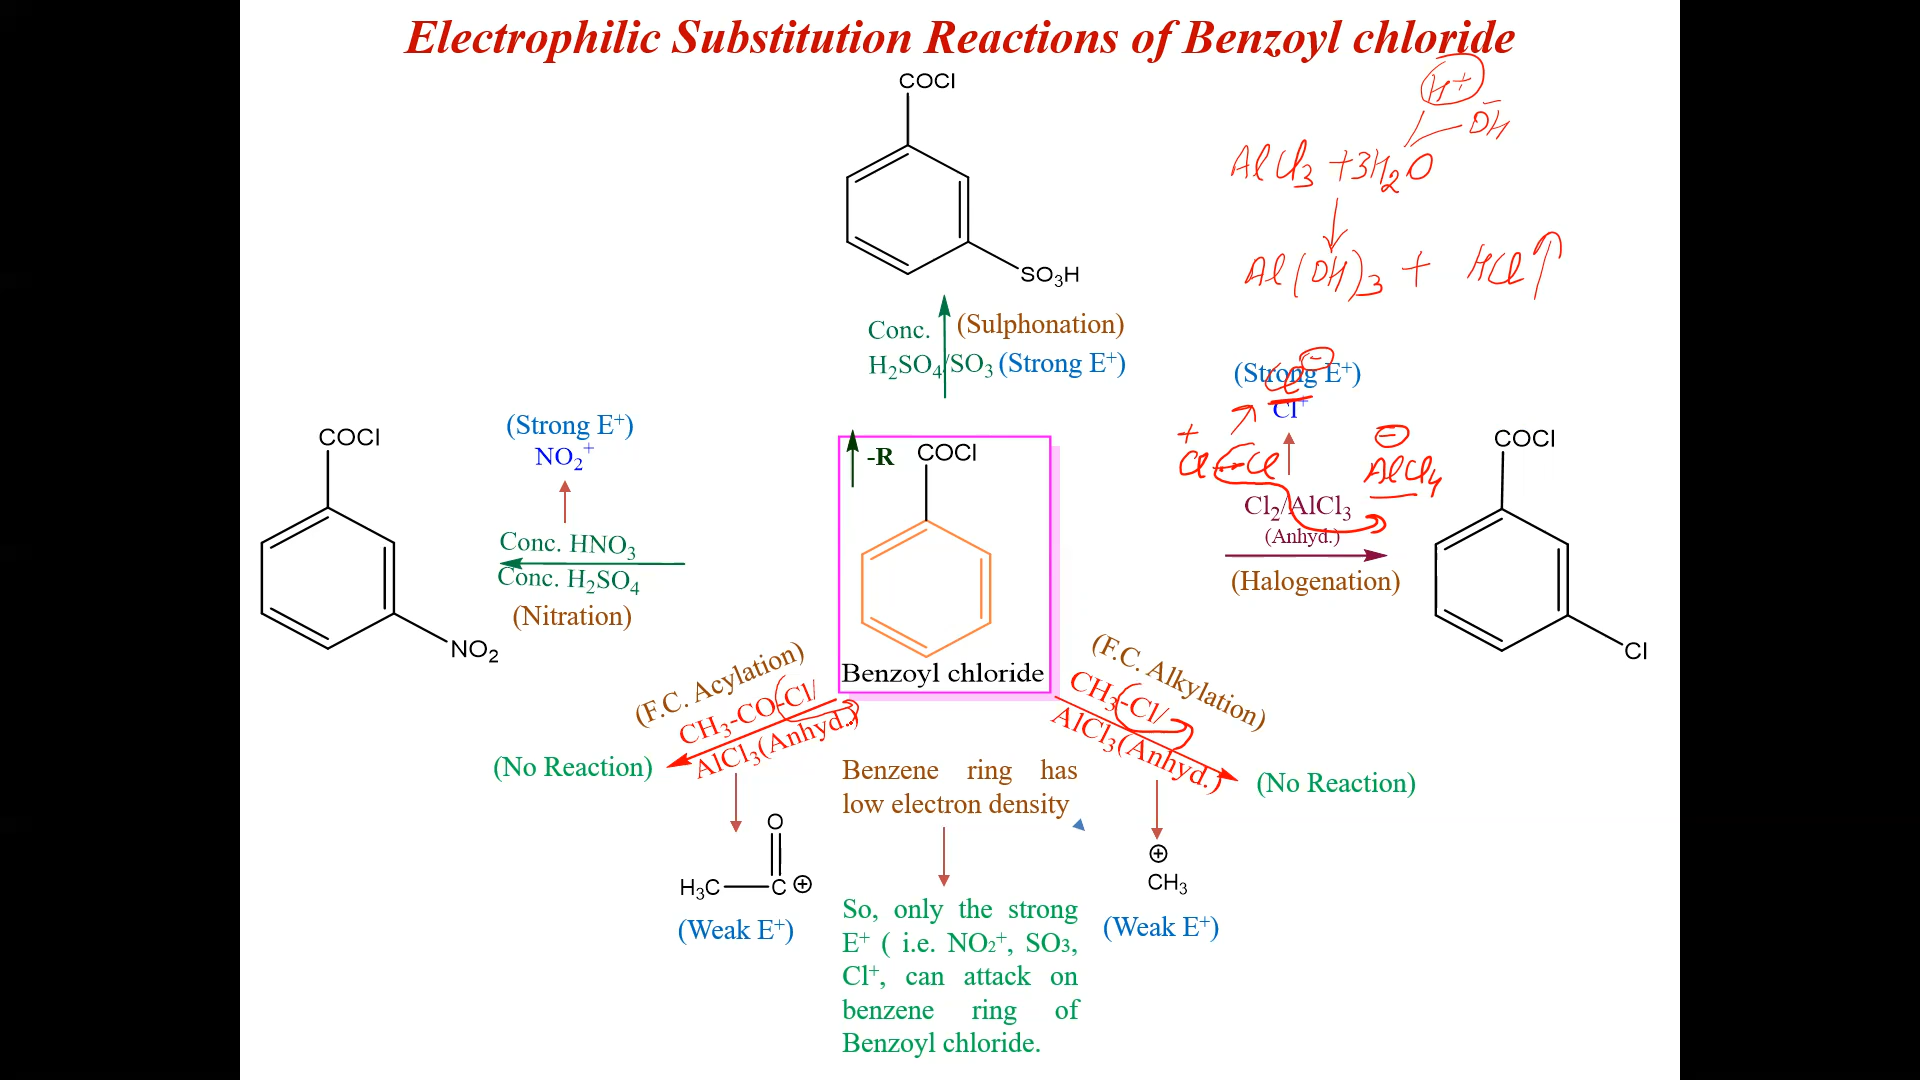 Electrophilic Substitution Reactions of Benzoyl chloride
COCl
SO₃H
H⁺
OH⁻
AlCl₃ + 3H₂O
Al(OH)₃ + HCl↑
Conc.
H₂SO₄/SO₃
(Sulphonation)
(Strong E⁺)
COCl
NO₂
(Strong E⁺)
NO₂⁺
Conc. HNO₃
Conc. H₂SO₄
(Nitration)
-R
COCl
Benzoyl chloride
(Strong E⁺)
Cl⁻
Cl⁺
+
Cl-Cl
⊖
AlCl₄
Cl₂/AlCl₃
(Anhyd.)
(Halogenation)
COCl
Cl
(F.C. Acylation)
CH₃-CO-Cl/
AlCl₃(Anhyd.)
(No Reaction)
O
H₃C C ⊕
(Weak E⁺)
Benzene ring has
low electron density
So, only the strong
E⁺ ( i.e. NO₂⁺, SO₃,
Cl⁺, can attack on
benzene ring of
Benzoyl chloride.
(F.C. Alkylation)
CH₃-Cl/
AlCl₃(Anhyd.)
(No Reaction)
⊕
CH₃
(Weak E⁺)